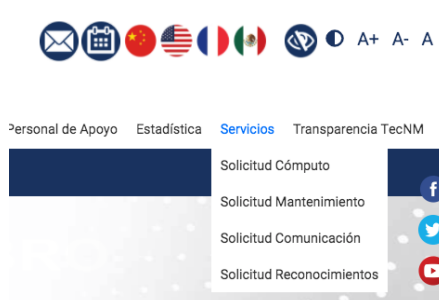 A+ A- A
Personal de Apoyo Estadística Servicios Transparencia TecNM
Solicitud Cómputo
Solicitud Mantenimiento
Solicitud Comunicación
Solicitud Reconocimientos